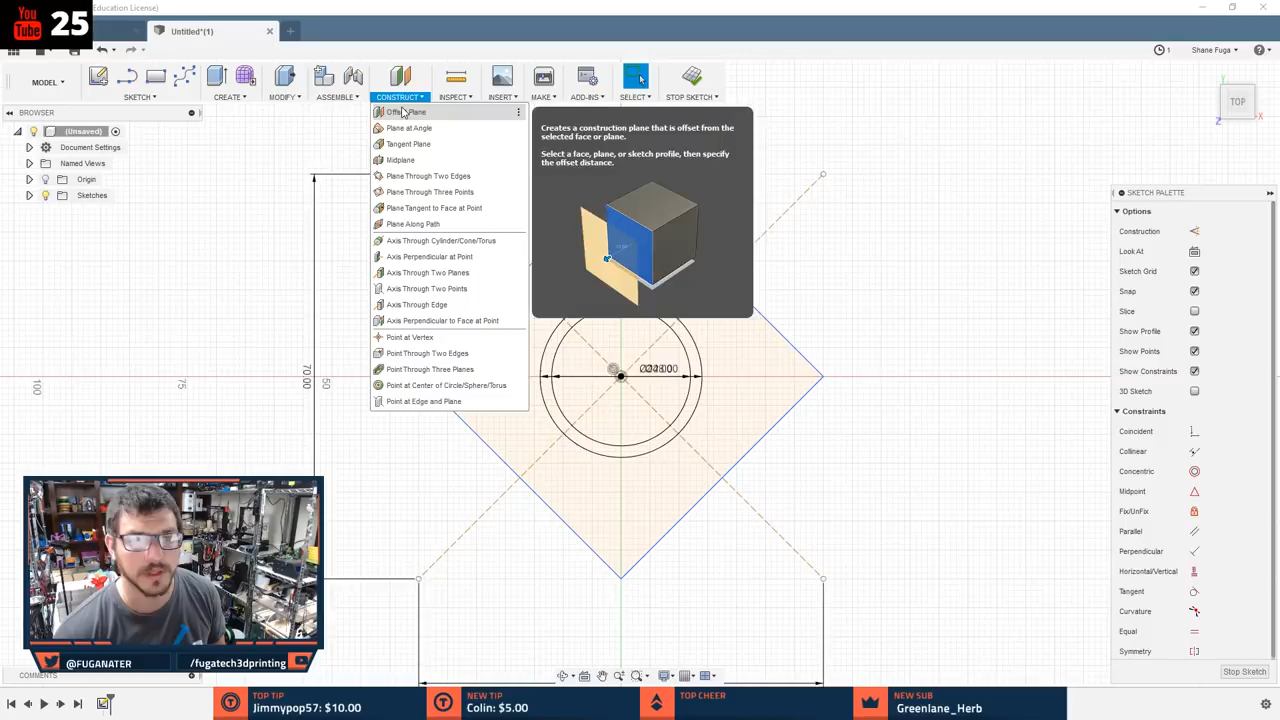 You Tube 25
Education License)
Untitled*(1)
1
Shane Fuga
MODEL
SKETCH
CREATE
MODIFY
ASSEMBLE
CONSTRUCT
INSPECT
INSERT
MAKE
ADD-INS
SELECT
STOP SKETCH
BROWSER
(Unsaved)
Document Settings
Named Views
Origin
Sketches
Offset Plane
Plane at Angle
Tangent Plane
Midplane
Plane Through Two Edges
Plane Through Three Points
Plane Tangent to Face at Point
Plane Along Path
Axis Through Cylinder/Cone/Torus
Axis Perpendicular at Point
Axis Through Two Planes
Axis Through Two Points
Axis Through Edge
Axis Perpendicular to Face at Point
Point at Vertex
Point Through Two Edges
Point Through Three Planes
Point at Center of Circle/Sphere/Torus
Point at Edge and Plane
Creates a construction plane that is offset from the
selected face or plane.
Select a face, plane, or sketch profile, then specify
the offset distance.
TOP
Y
X
Z
100
75
50
70.00
SKETCH PALETTE
Options
Construction
Look At
Sketch Grid
Snap
Slice
Show Profile
Show Points
Show Constraints
3D Sketch
Constraints
Coincident
Collinear
Concentric
Midpoint
Fix/UnFix
Parallel
Perpendicular
Horizontal/Vertical
Tangent
Curvature
Equal
Symmetry
Stop Sketch
@FUGANATER
/fugatech3dprinting
COMMENTS
TOP TIP
Jimmypop57: $10.00
NEW TIP
Colin: $5.00
TOP CHEER
NEW SUB
Greenlane_Herb